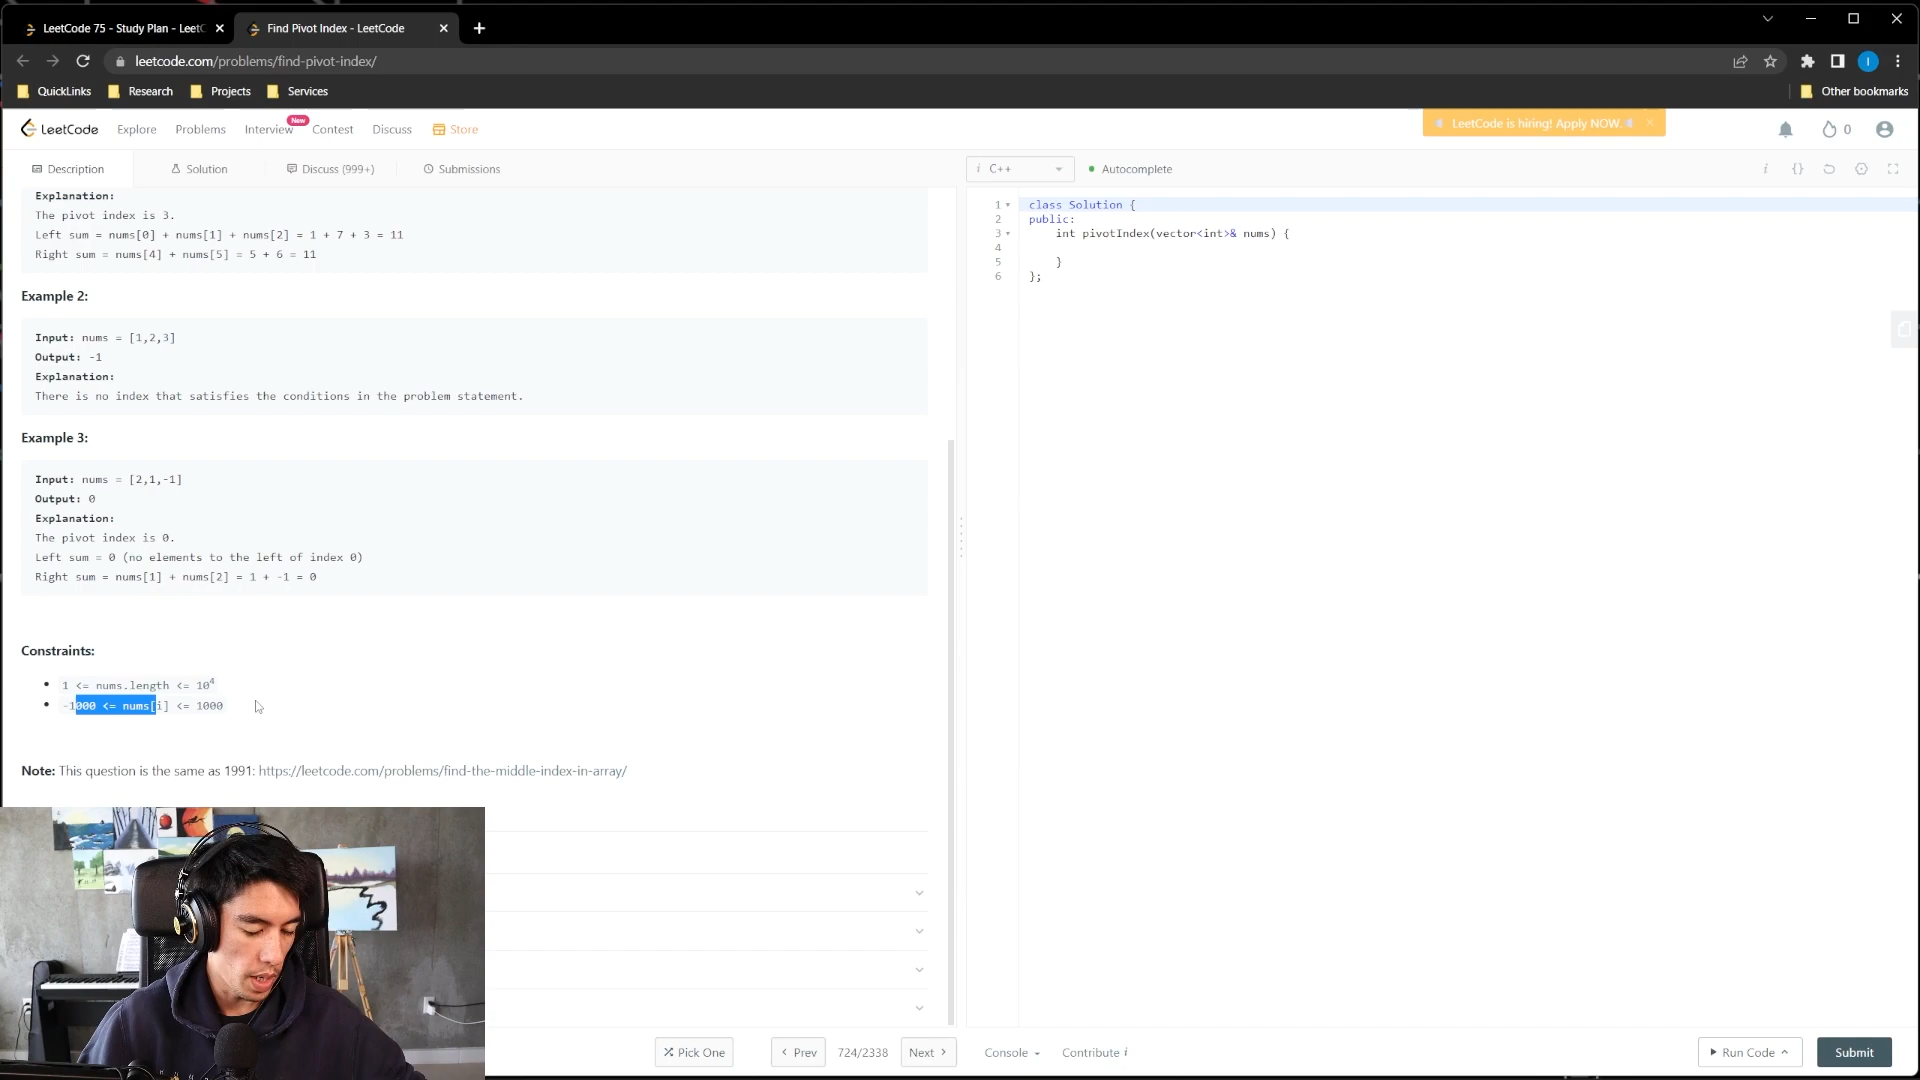 LeetCode 75 - Study Plan - LeetC
Find Pivot Index - LeetCode
leetcode.com/problems/find-pivot-index/
I
QuickLinks
Research
Projects
Services
Other bookmarks
LeetCode
Explore
Problems
Interview
New
Contest
Discuss
Store
LeetCode is hiring! Apply NOW.
0
Description
Solution
Discuss (999+)
Submissions
i C++
Autocomplete
Explanation:
The pivot index is 3.
Left sum = nums[0] + nums[1] + nums[2] = 1 + 7 + 3 = 11
Right sum = nums[4] + nums[5] = 5 + 6 = 11
Example 2:
Input: nums = [1,2,3]
Output: -1
Explanation:
There is no index that satisfies the conditions in the problem statement.
Example 3:
Input: nums = [2,1,-1]
Output: 0
Explanation:
The pivot index is 0.
Left sum = 0 (no elements to the left of index 0)
Right sum = nums[1] + nums[2] = 1 + -1 = 0
Constraints:
• 1 <= nums.length <= 10⁴
• -1000 <= nums[i] <= 1000
Note: This question is the same as 1991: https://leetcode.com/problems/find-the-middle-index-in-array/
1 class Solution {
2 public:
3 int pivotIndex(vector<int>& nums) {
4
5 }
6 };
Pick One
Prev
724/2338
Next
Console
Contribute i
Run Code
Submit